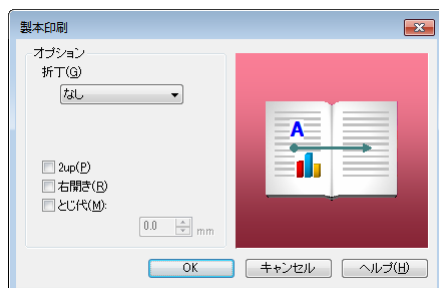 製本印刷
オプション
折丁(G)
なし
2up(P)
右開き(R)
とじ代(M):
0.0 mm
A
OK キャンセル ヘルプ(H)